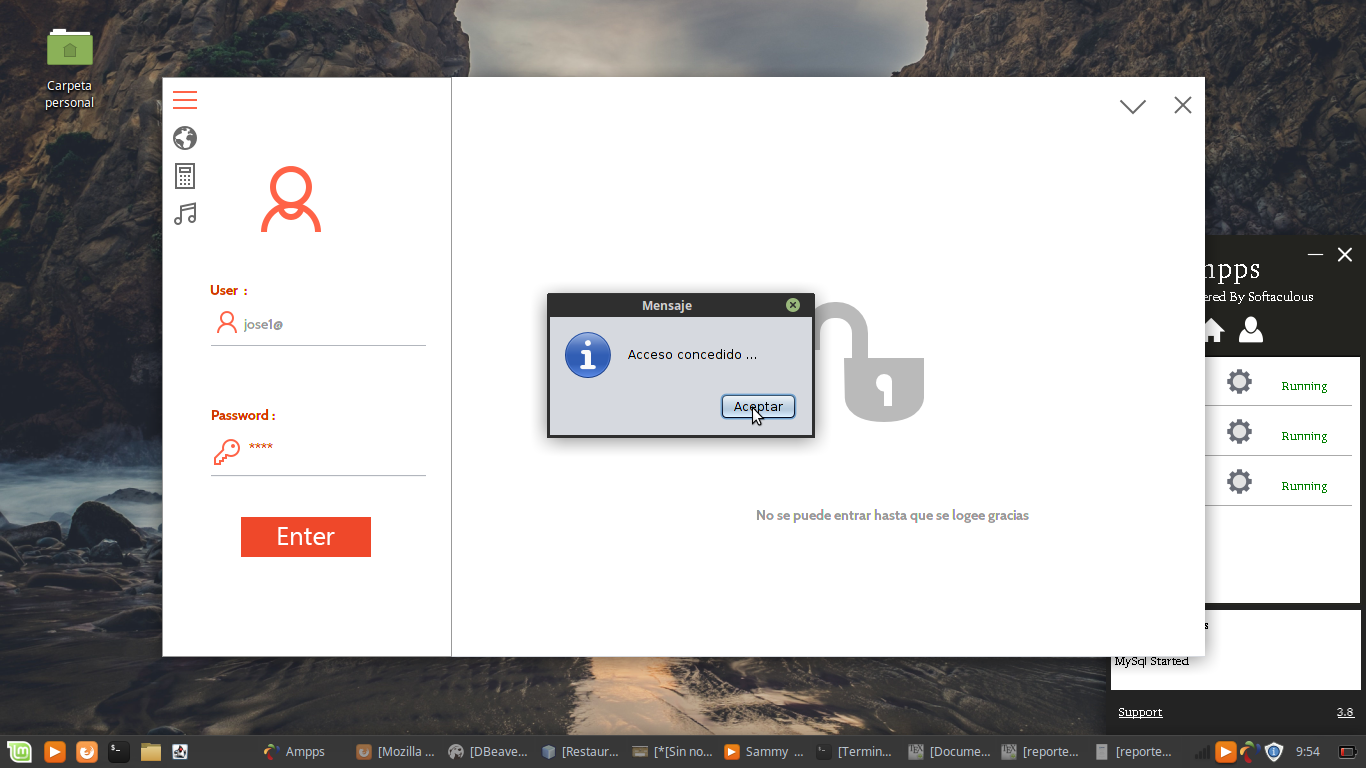 Carpeta
personal
User :
jose1@
Password :
****
Enter
Mensaje
Acceso concedido ...
Aceptar
No se puede entrar hasta que se logee gracias
mpps
ered By Softaculous
Running
Running
Running
s
MySql Started
Support
3.8
Ampps
[Mozilla ...
[DBeave...
[Restaur...
[*[Sin no...
Sammy ...
[Termin...
[Docume...
[reporte...
[reporte...
9:54